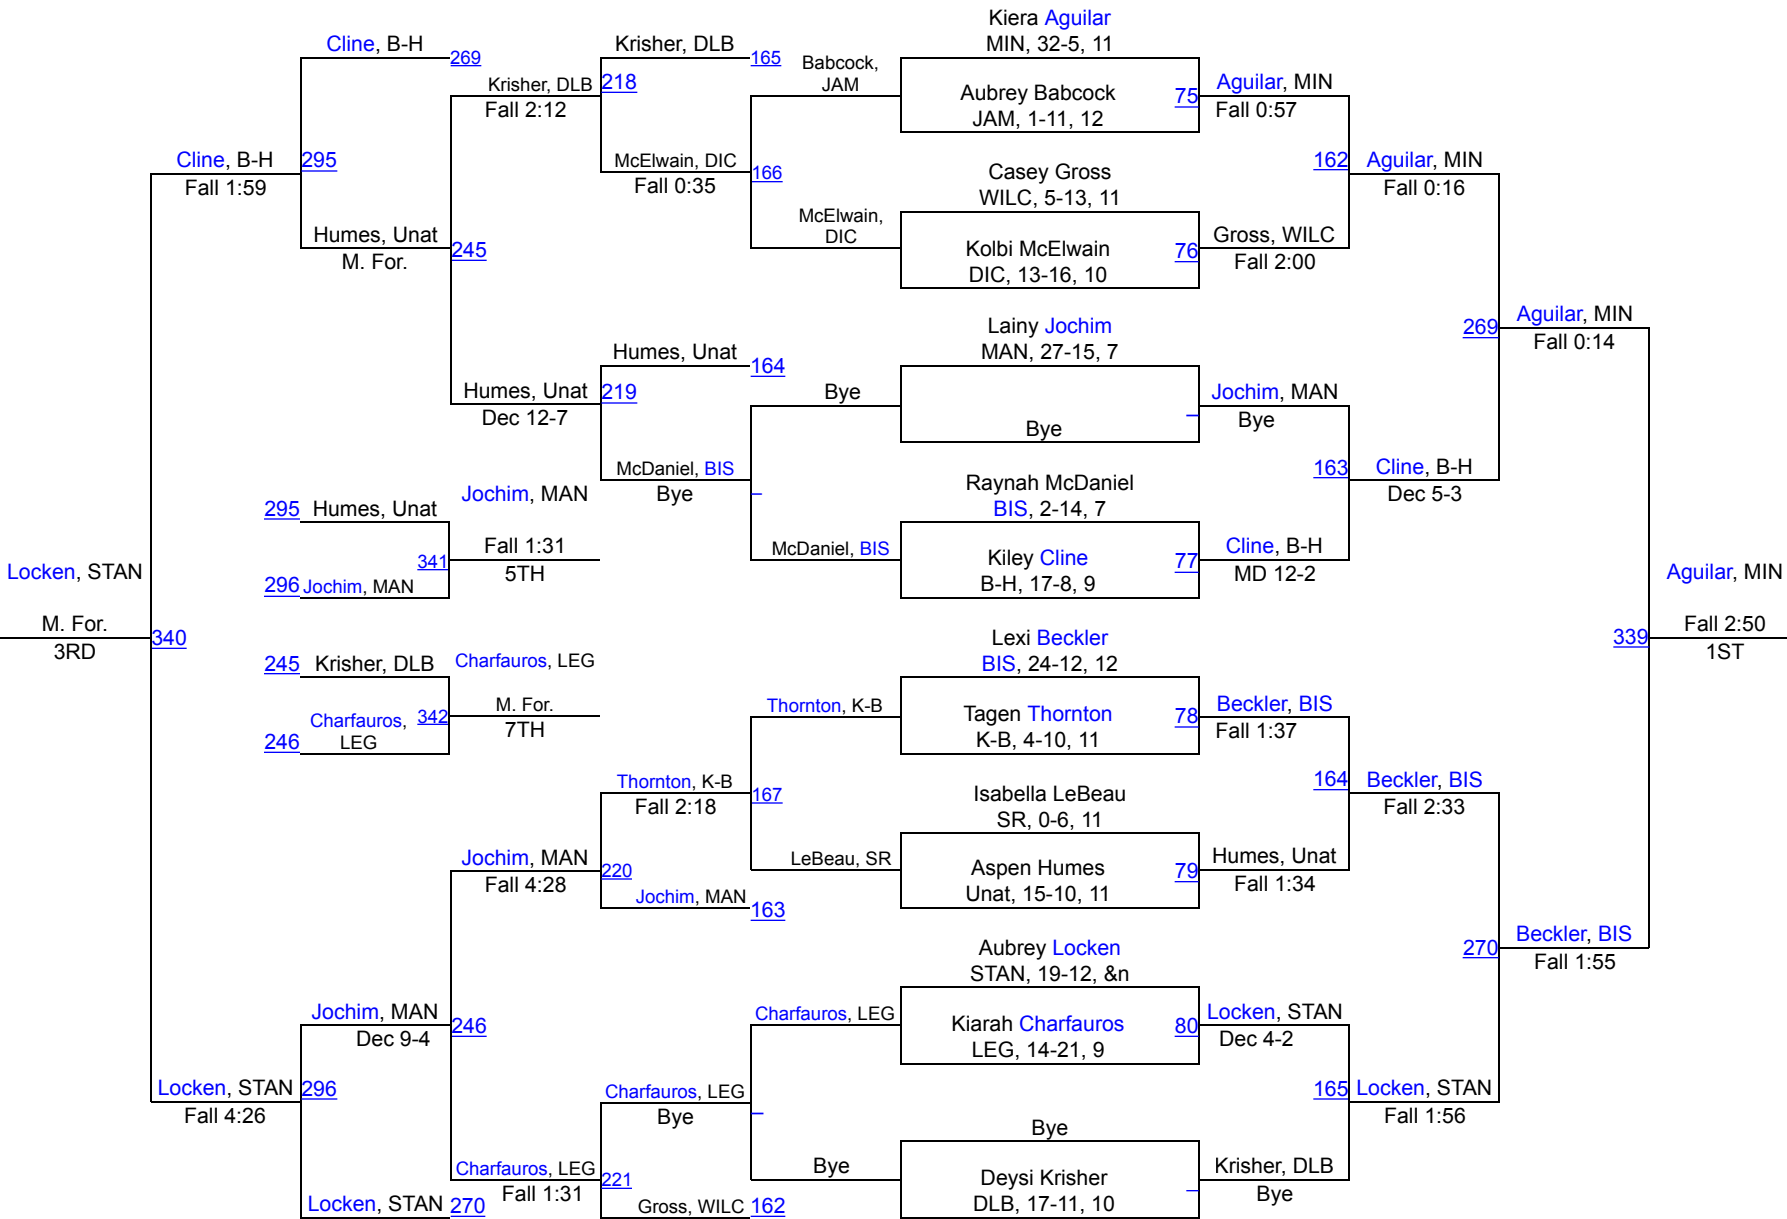 Kiera Aguilar
MIN, 32-5, 11
Aubrey Babcock
JAM, 1-11, 12
75
Casey Gross
WILC, 5-13, 11
Kolbi McElwain
DIC, 13-16, 10
76
Lainy Jochim
MAN, 27-15, 7
Bye
_
Raynah McDaniel
BIS, 2-14, 7
Kiley Cline
B-H, 17-8, 9
77
Lexi Beckler
BIS, 24-12, 12
Tagen Thornton
K-B, 4-10, 11
78
Isabella LeBeau
SR, 0-6, 11
Aspen Humes
Unat, 15-10, 11
79
Aubrey Locken
STAN, 19-12, &n
Kiarah Charfauros
LEG, 14-21, 9
80
Bye
Deysi Krisher
DLB, 17-11, 10
_
Aguilar, MIN
Fall 0:57
162
Gross, WILC
Fall 2:00
Jochim, MAN
Bye
163
Cline, B-H
MD 12-2
Beckler, BIS
Fall 1:37
164
Humes, Unat
Fall 1:34
Locken, STAN
Dec 4-2
165
Krisher, DLB
Bye
Aguilar, MIN
Fall 0:16
269
Cline, B-H
Dec 5-3
Beckler, BIS
Fall 2:33
270
Locken, STAN
Fall 1:56
Aguilar, MIN
Fall 0:14
339
Beckler, BIS
Fall 1:55
Aguilar, MIN
Fall 2:50
1ST
Babcock,
JAM
166
McElwain,
DIC
Bye
_
McDaniel, BIS
Thornton, K-B
167
LeBeau, SR
Charfauros, LEG
_
Bye
Krisher, DLB
165
218
McElwain, DIC
Fall 0:35
Humes, Unat
164
219
McDaniel, BIS
Bye
Thornton, K-B
Fall 2:18
220
Jochim, MAN
163
Charfauros, LEG
Bye
221
Gross, WILC
162
Krisher, DLB
Fall 2:12
245
Humes, Unat
Dec 12-7
Jochim, MAN
Fall 4:28
246
Charfauros, LEG
Fall 1:31
Cline, B-H
269
295
Humes, Unat
M. For.
Jochim, MAN
Dec 9-4
296
Locken, STAN
270
Cline, B-H
Fall 1:59
340
Locken, STAN
Fall 4:26
Locken, STAN
M. For.
3RD
295
Humes, Unat
341
296
Jochim, MAN
Jochim, MAN
Fall 1:31
5TH
245
Krisher, DLB
342
246
Charfauros,
LEG
Charfauros, LEG
M. For.
7TH